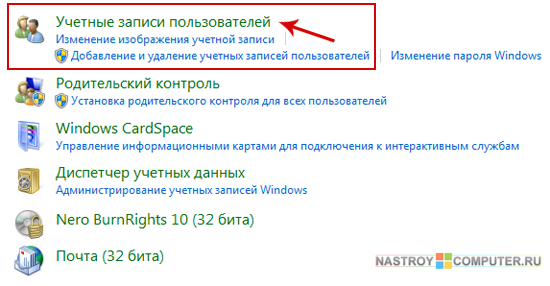 Учетные записи пользователей
Изменение изображения учетной записи
Добавление и удаление учетных записей пользователей
Изменение пароля Windows
Родительский контроль
Установка родительского контроля для всех пользователей
Windows CardSpace
Управление информационными картами для подключения к интерактивным службам
Диспетчер учетных данных
Администрирование учетных записей Windows
Nero BurnRights 10 (32 бита)
Почта (32 бита)
NASTROY COMPUTER.RU